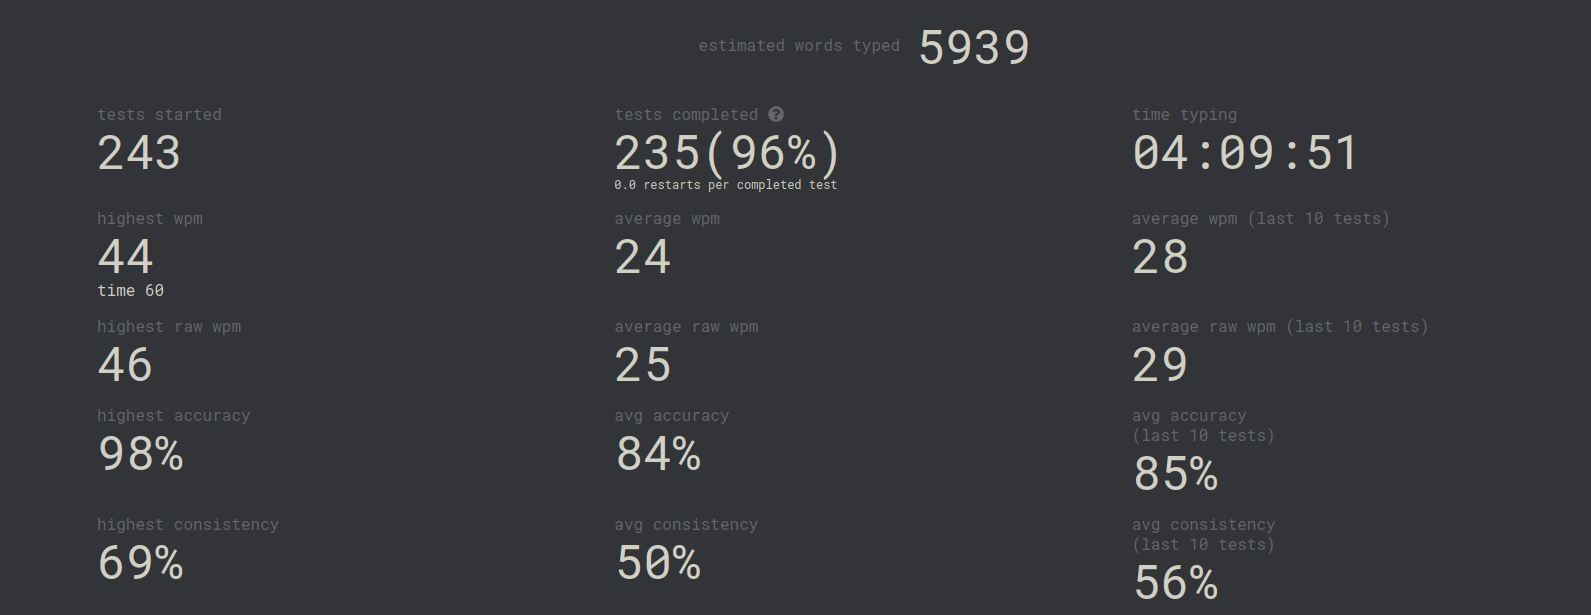 estimated words typed 5939
tests started
tests completed ?
time typing
243
235(96%)
04:09:51
0.0 restarts per completed test
highest wpm
average wpm
average wpm (last 10 tests)
44
24
28
time 60
highest raw wpm
average raw wpm
average raw wpm (last 10 tests)
46
25
29
highest accuracy
avg accuracy
avg accuracy
(last 10 tests)
98%
84%
85%
highest consistency
avg consistency
avg consistency
(last 10 tests)
69%
50%
56%